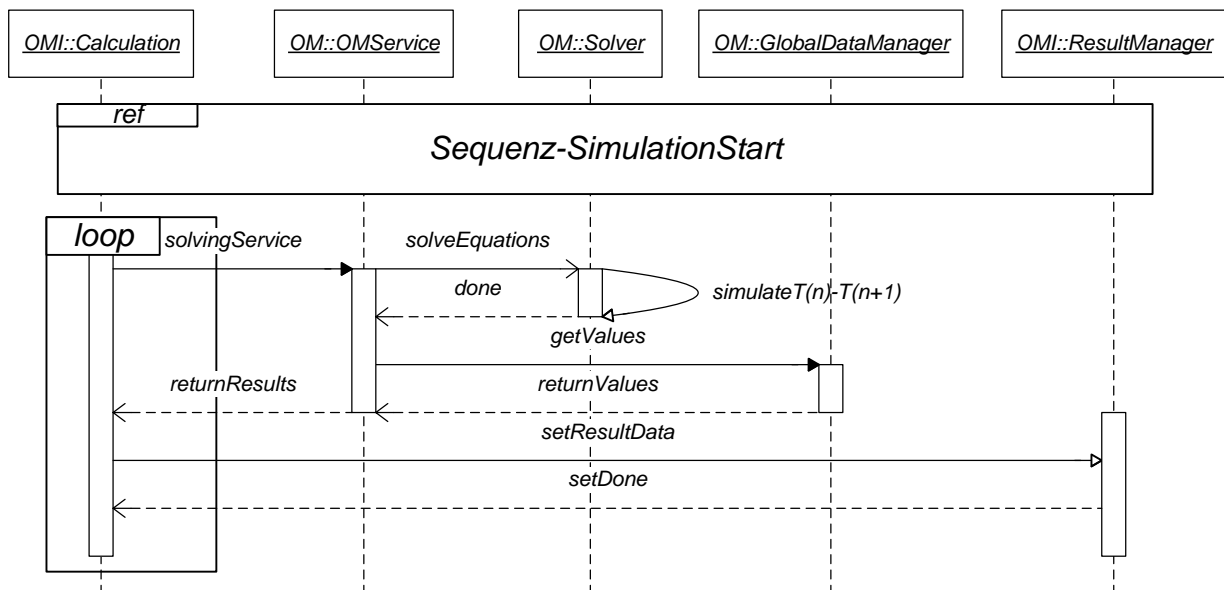 OMI::Calculation
OM::OMService
OM::Solver
OM::GlobalDataManager
OMI::ResultManager
ref
Sequenz-SimulationStart
loop
solvingService
solveEquations
done
simulateT(n)-T(n+1)
getValues
returnResults
returnValues
setResultData
setDone